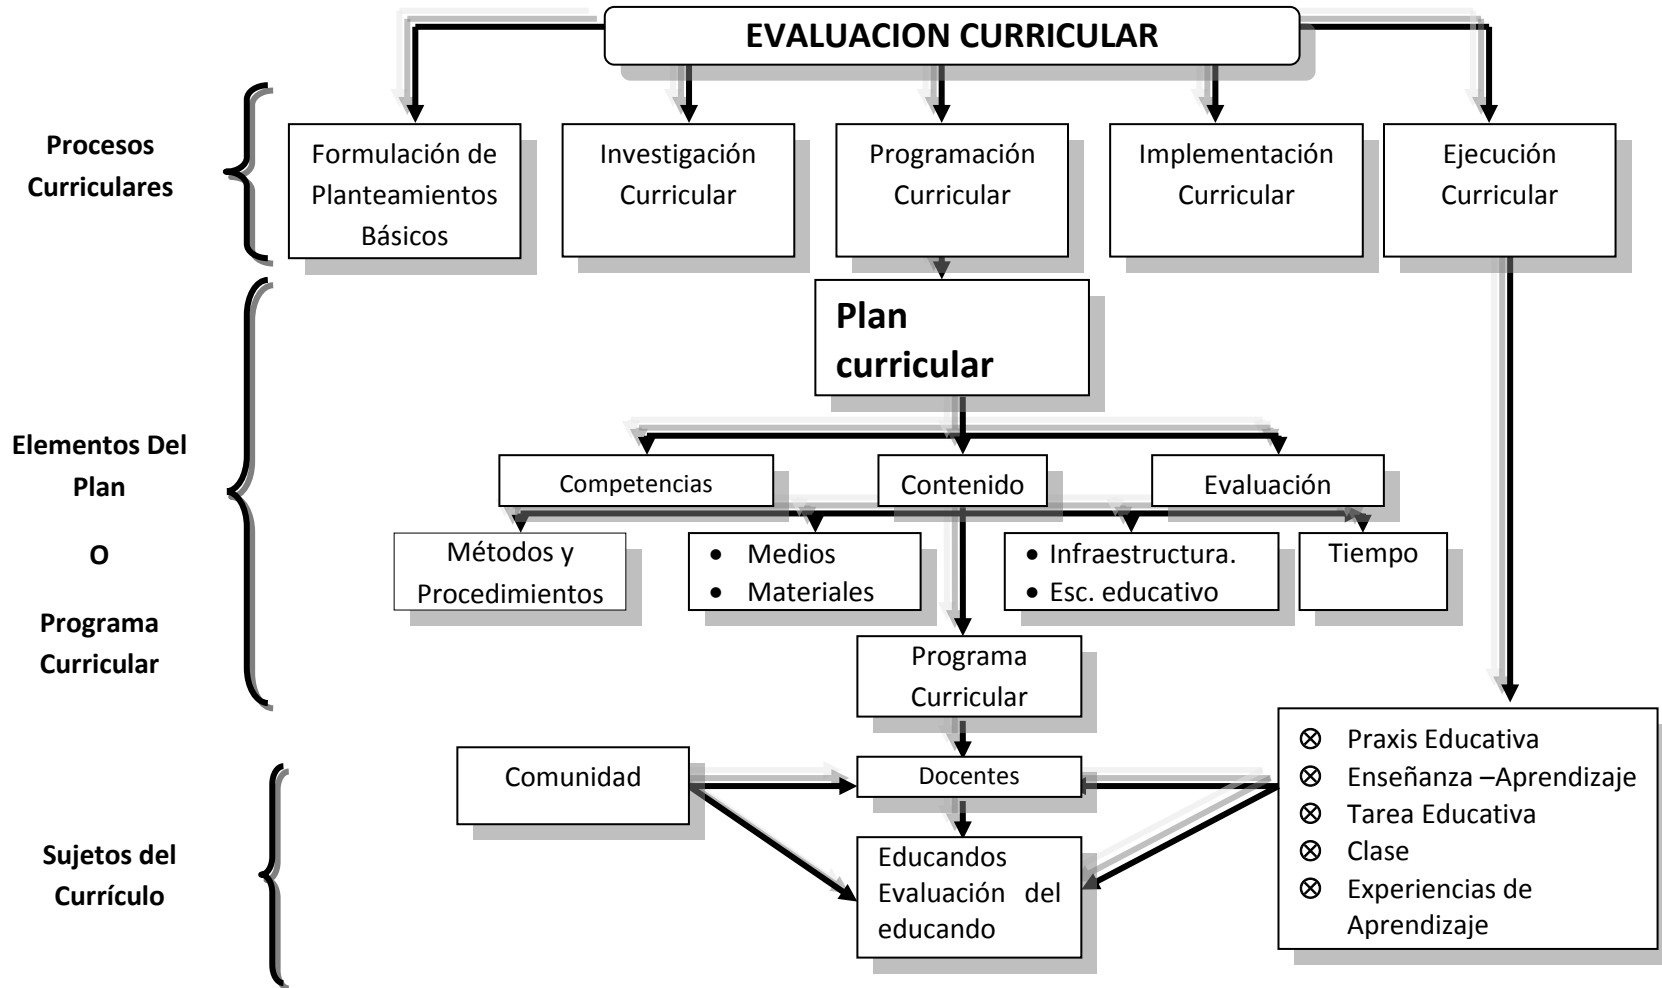 EVALUACION CURRICULAR
Procesos
Curriculares
Formulación de
Planteamientos
Básicos
Investigación
Curricular
Programación
Curricular
Implementación
Curricular
Ejecución
Curricular
Plan
curricular
Elementos Del
Plan
O
Programa
Curricular
Competencias
Contenido
Evaluación
Métodos y
Procedimientos
• Medios
• Materiales
• Infraestructura.
• Esc. educativo
Tiempo
Programa
Curricular
Sujetos del
Currículo
Comunidad
Docentes
Educandos
Evaluación del
educando
⊗ Praxis Educativa
⊗ Enseñanza –Aprendizaje
⊗ Tarea Educativa
⊗ Clase
⊗ Experiencias de
Aprendizaje